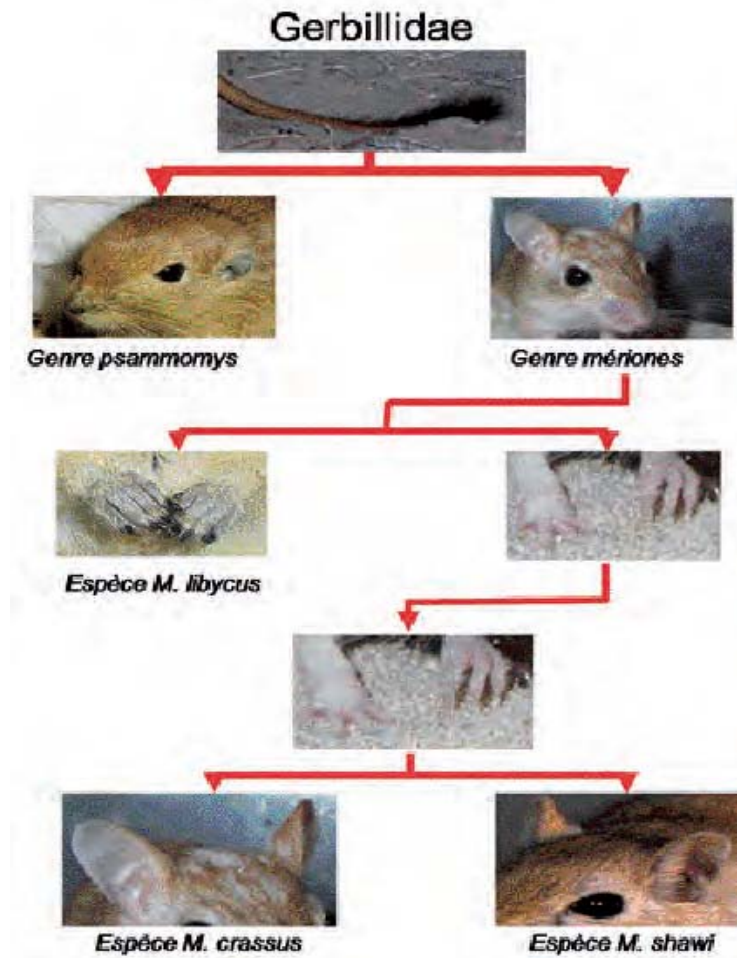 Gerbillidae
Genre psammomys
Genre mériones
Espèce M. libycus
Espèce M. crassus
Espèce M. shawi